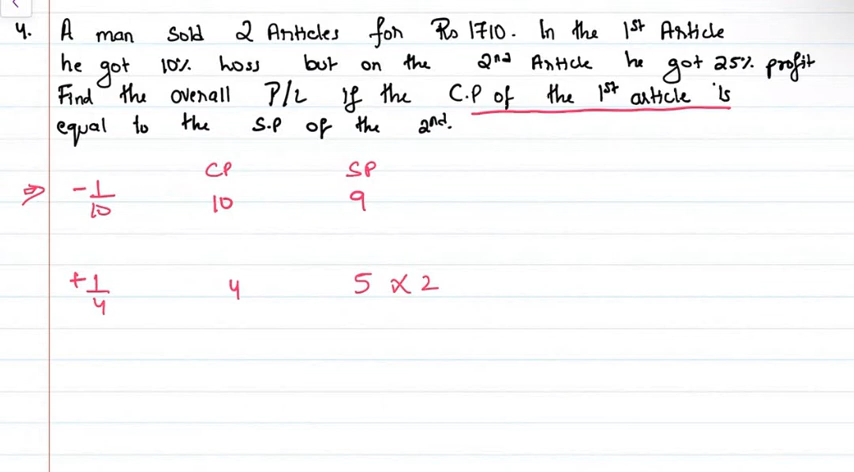 4. A man sold 2 Articles for Rs 1710. In the 1st Article
he got 10% loss but on the 2nd Article he got 25% profit
Find the overall P/L If the C.P of the 1st article is
equal to the S.P of the 2nd.
CP SP
⇒ -1/10 10 9
+1/4 4 5 × 2